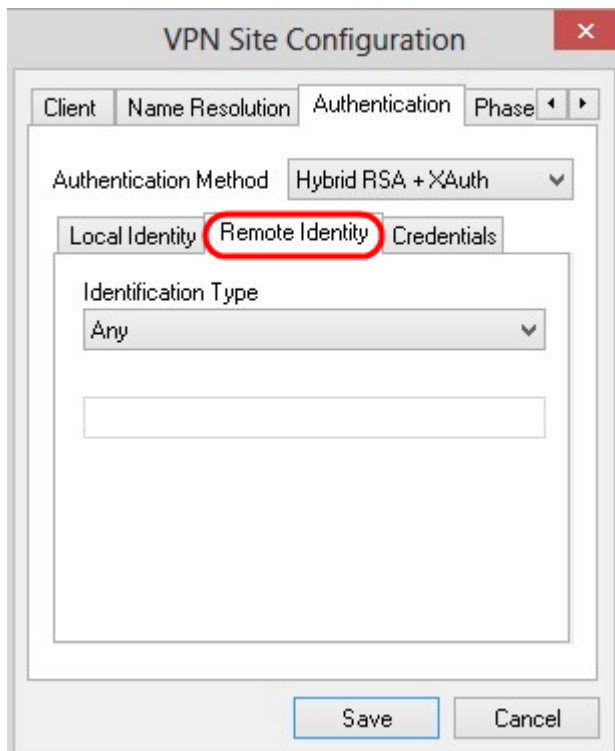 VPN Site Configuration
Client Name Resolution Authentication Phase
Authentication Method Hybrid RSA + XAuth
Local Identity Remote Identity Credentials
Identification Type
Any
Save Cancel